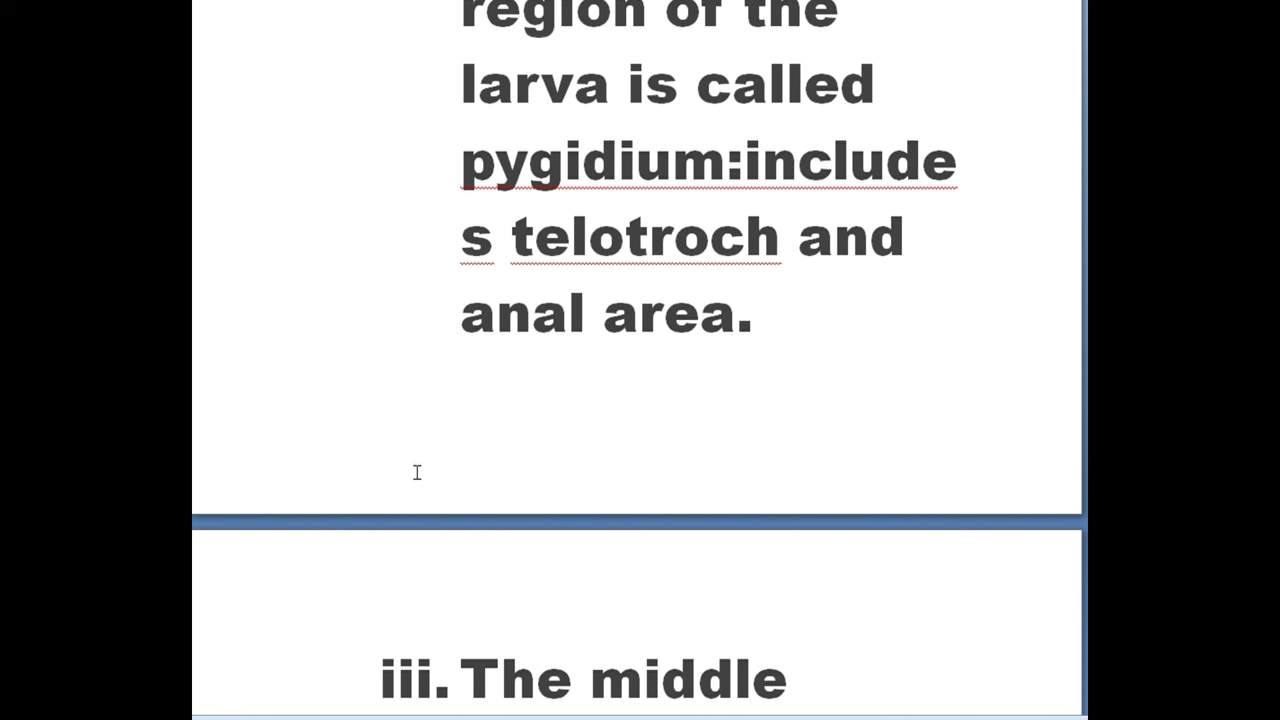 region of the
larva is called
pygidium:include
s telotroch and
anal area.
iii. The middle